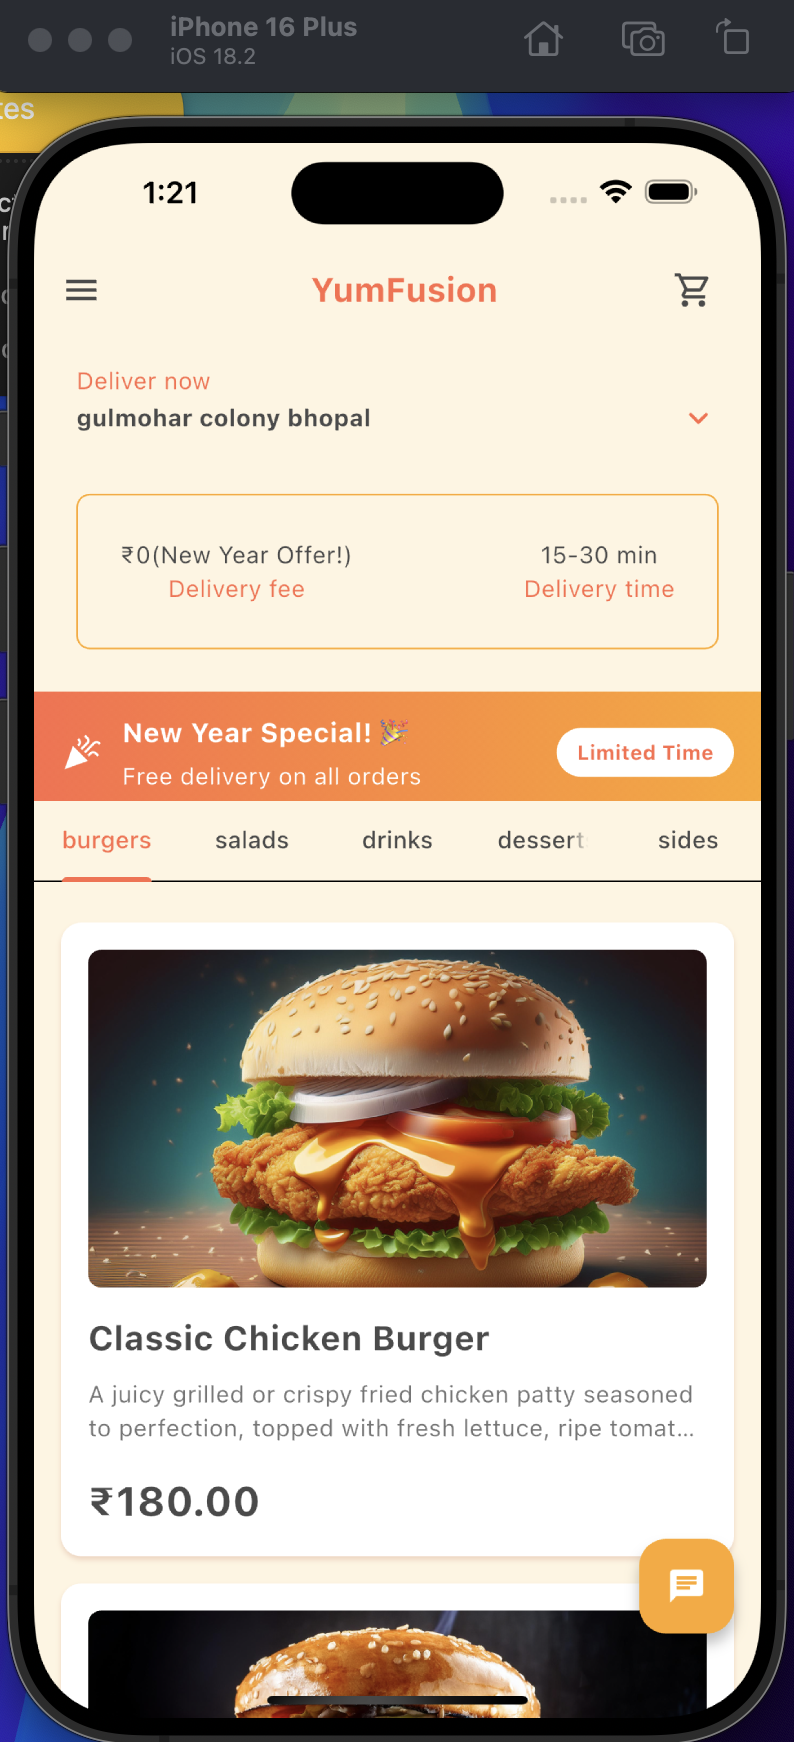 iPhone 16 Plus
iOS 18.2
1:21
YumFusion
Deliver now
gulmohar colony bhopal
₹0(New Year Offer!)
Delivery fee
15-30 min
Delivery time
New Year Special! 🎉
Free delivery on all orders
Limited Time
burgers salads drinks dessert sides
Classic Chicken Burger
A juicy grilled or crispy fried chicken patty seasoned
to perfection, topped with fresh lettuce, ripe tomat...
₹180.00